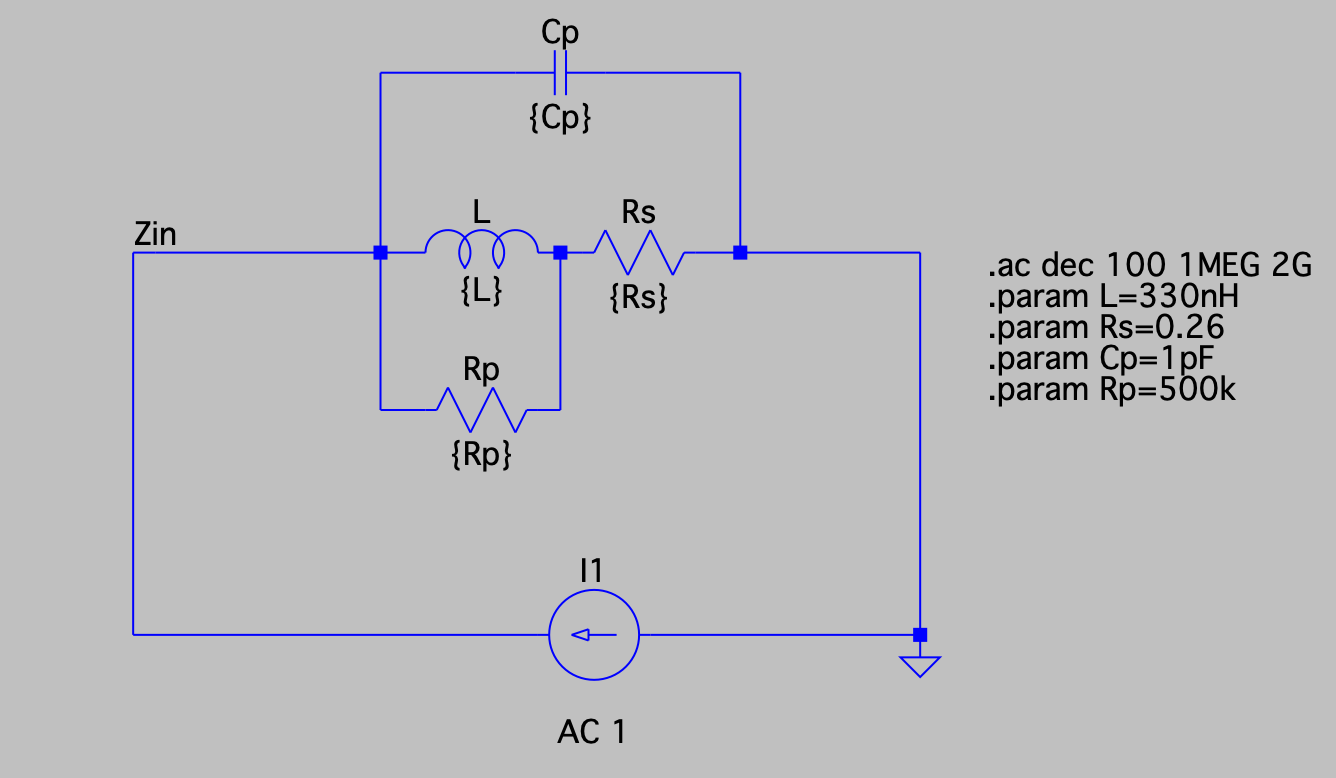 Cp
{Cp}
L
Rs
Zin
{L}
{Rs}
.ac dec 100 1MEG 2G
.param L=330nH
.param Rs=0.26
.param Cp=1pF
.param Rp=500k
Rp
{Rp}
I1
AC 1